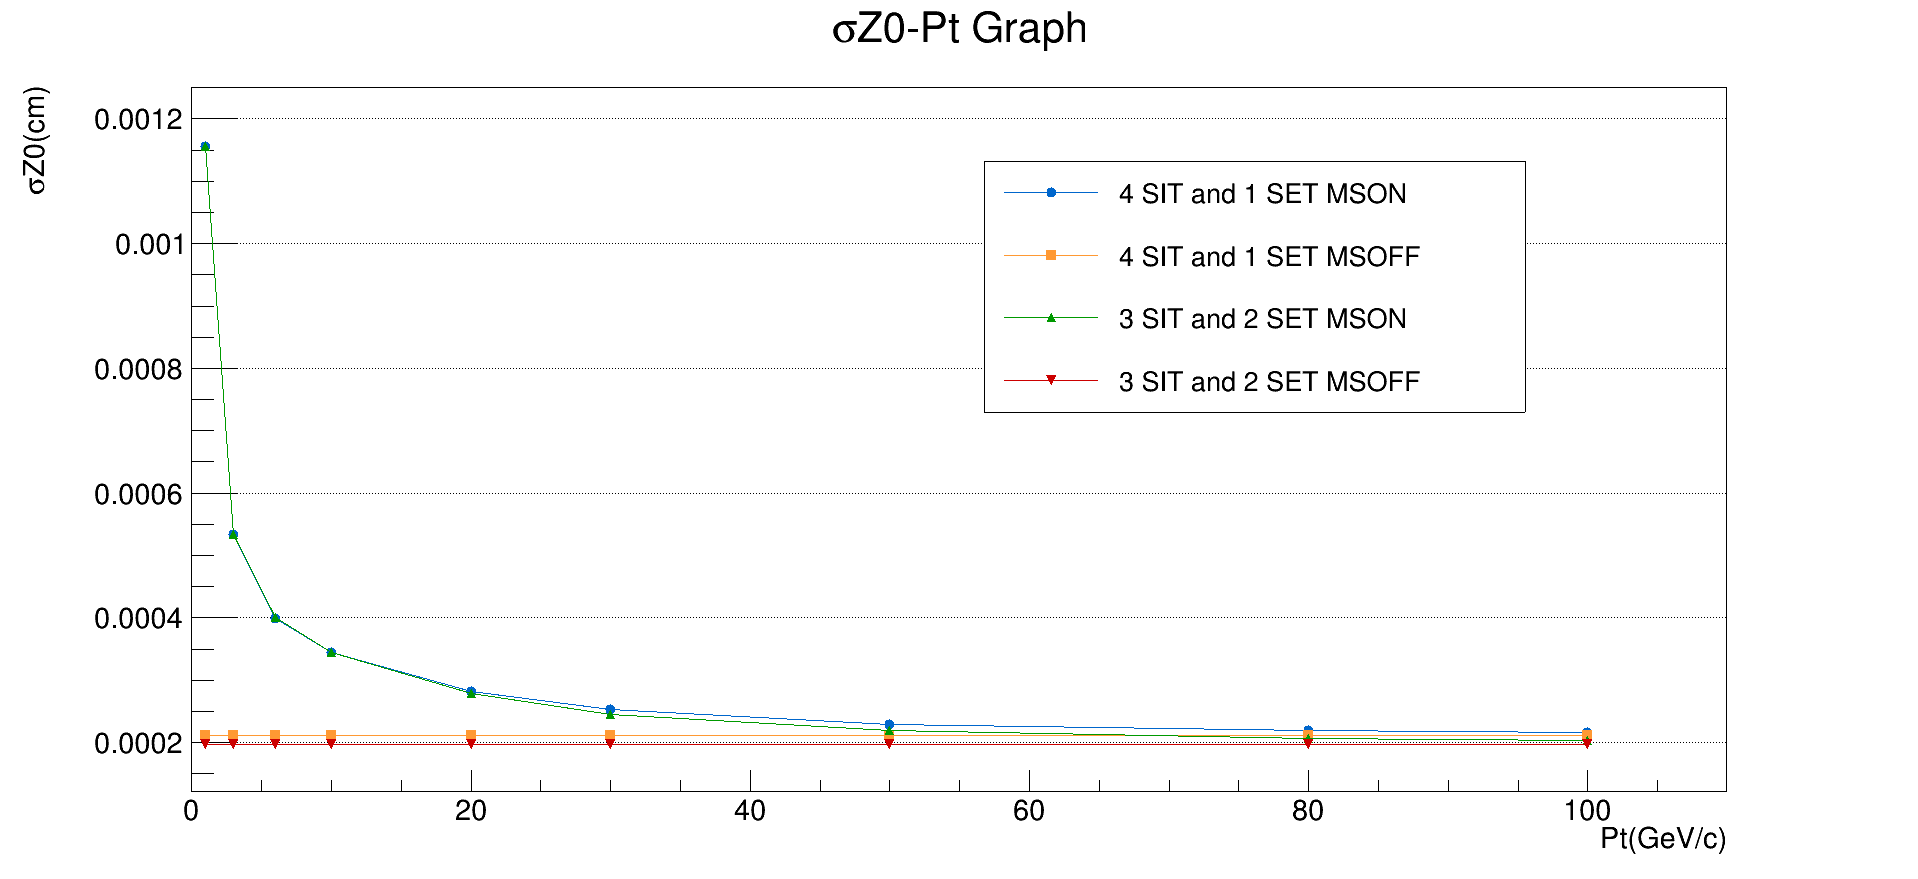 σZ0-Pt Graph
σZ0(cm)
0.0012
0.001
0.0008
0.0006
0.0004
0.0002
4 SIT and 1 SET MSON
4 SIT and 1 SET MSOFF
3 SIT and 2 SET MSON
3 SIT and 2 SET MSOFF
0 20 40 60 80 100
Pt(GeV/c)